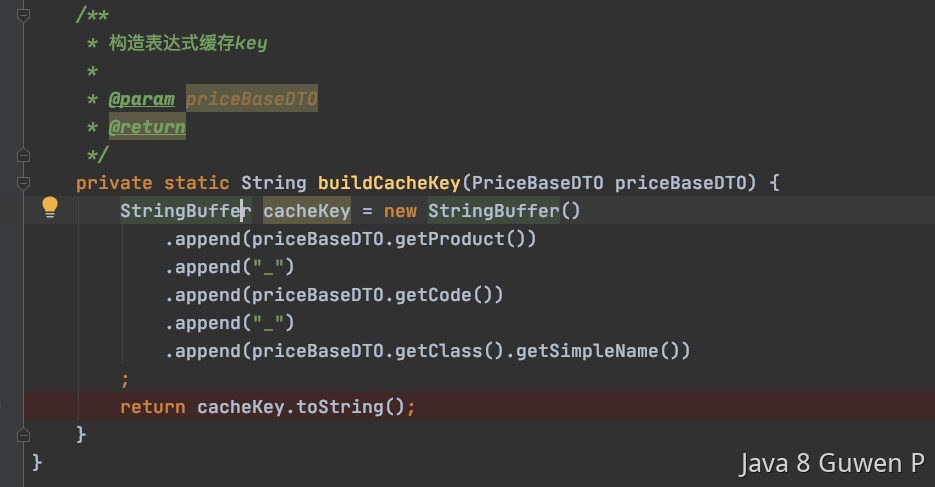 /**
* 构造表达式缓存key
*
* @param priceBaseDTO
* @return
*/
private static String buildCacheKey(PriceBaseDTO priceBaseDTO) {
StringBuffer cacheKey = new StringBuffer()
.append(priceBaseDTO.getProduct())
.append("_")
.append(priceBaseDTO.getCode())
.append("_")
.append(priceBaseDTO.getClass().getSimpleName())
;
return cacheKey.toString();
}
}
Java 8 Guwen P